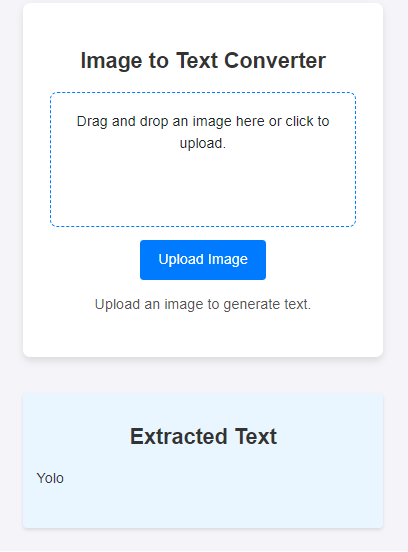 Image to Text Converter
Drag and drop an image here or click to
upload.
Upload Image
Upload an image to generate text.
Extracted Text
Yolo